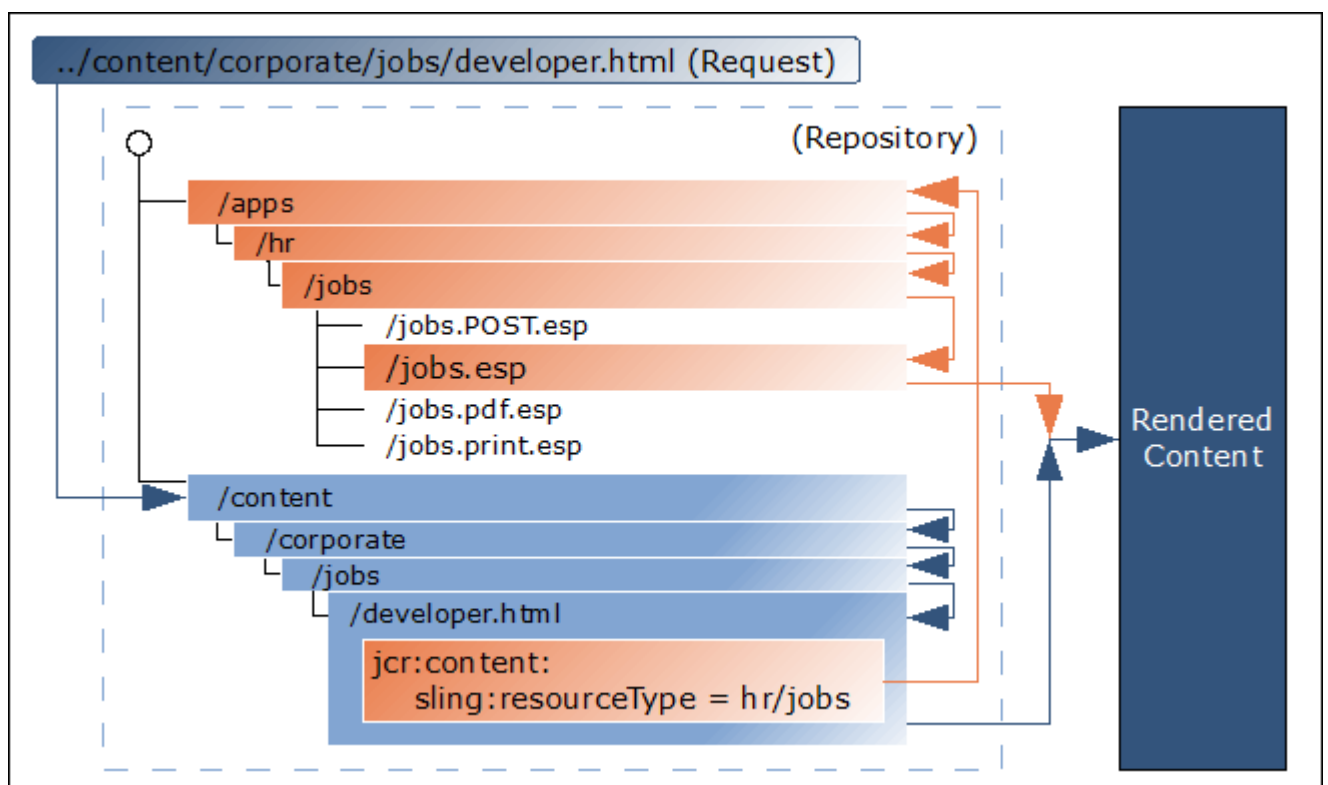 ../content/corporate/jobs/developer.html (Request)
(Repository)
/apps
/hr
/jobs
/jobs.POST.esp
/jobs.esp
/jobs.pdf.esp
/jobs.print.esp
/content
/corporate
/jobs
/developer.html
jcr:content:
sling:resourceType = hr/jobs
Rendered
Content